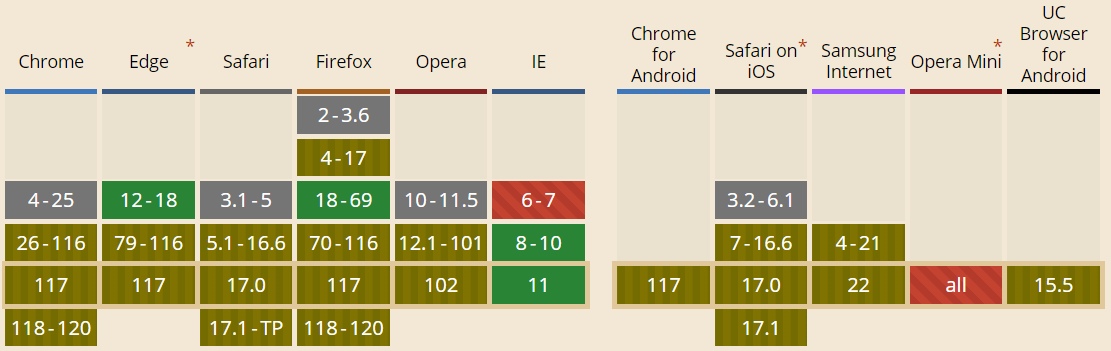 Chrome
Edge
*
Safari
Firefox
Opera
IE
Chrome
for
Android
Safari on*
iOS
Samsung
Internet
Opera Mini
*
UC
Browser
for
Android
2-3.6
4-17
4-25
12-18
3.1-5
18-69
10-11.5
6-7
3.2-6.1
26-116
79-116
5.1-16.6
70-116
12.1-101
8-10
7-16.6
4-21
117
117
17.0
117
102
11
117
17.0
22
all
15.5
118-120
17.1-TP
118-120
17.1